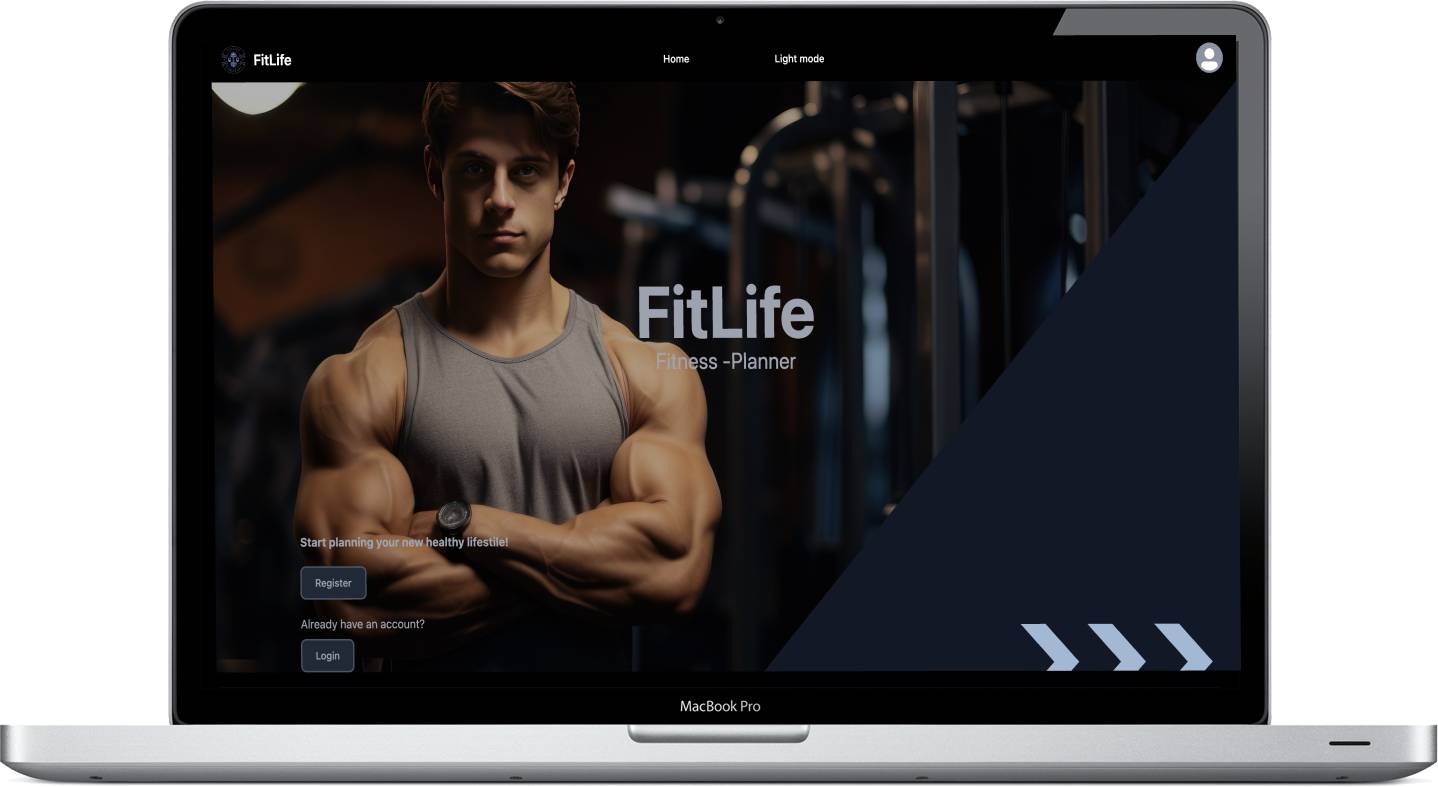 FitLife
Home
Light mode
FitLife
Fitness -Planner
Start planning your new healthy lifestile!
Register
Already have an account?
Login
MacBook Pro